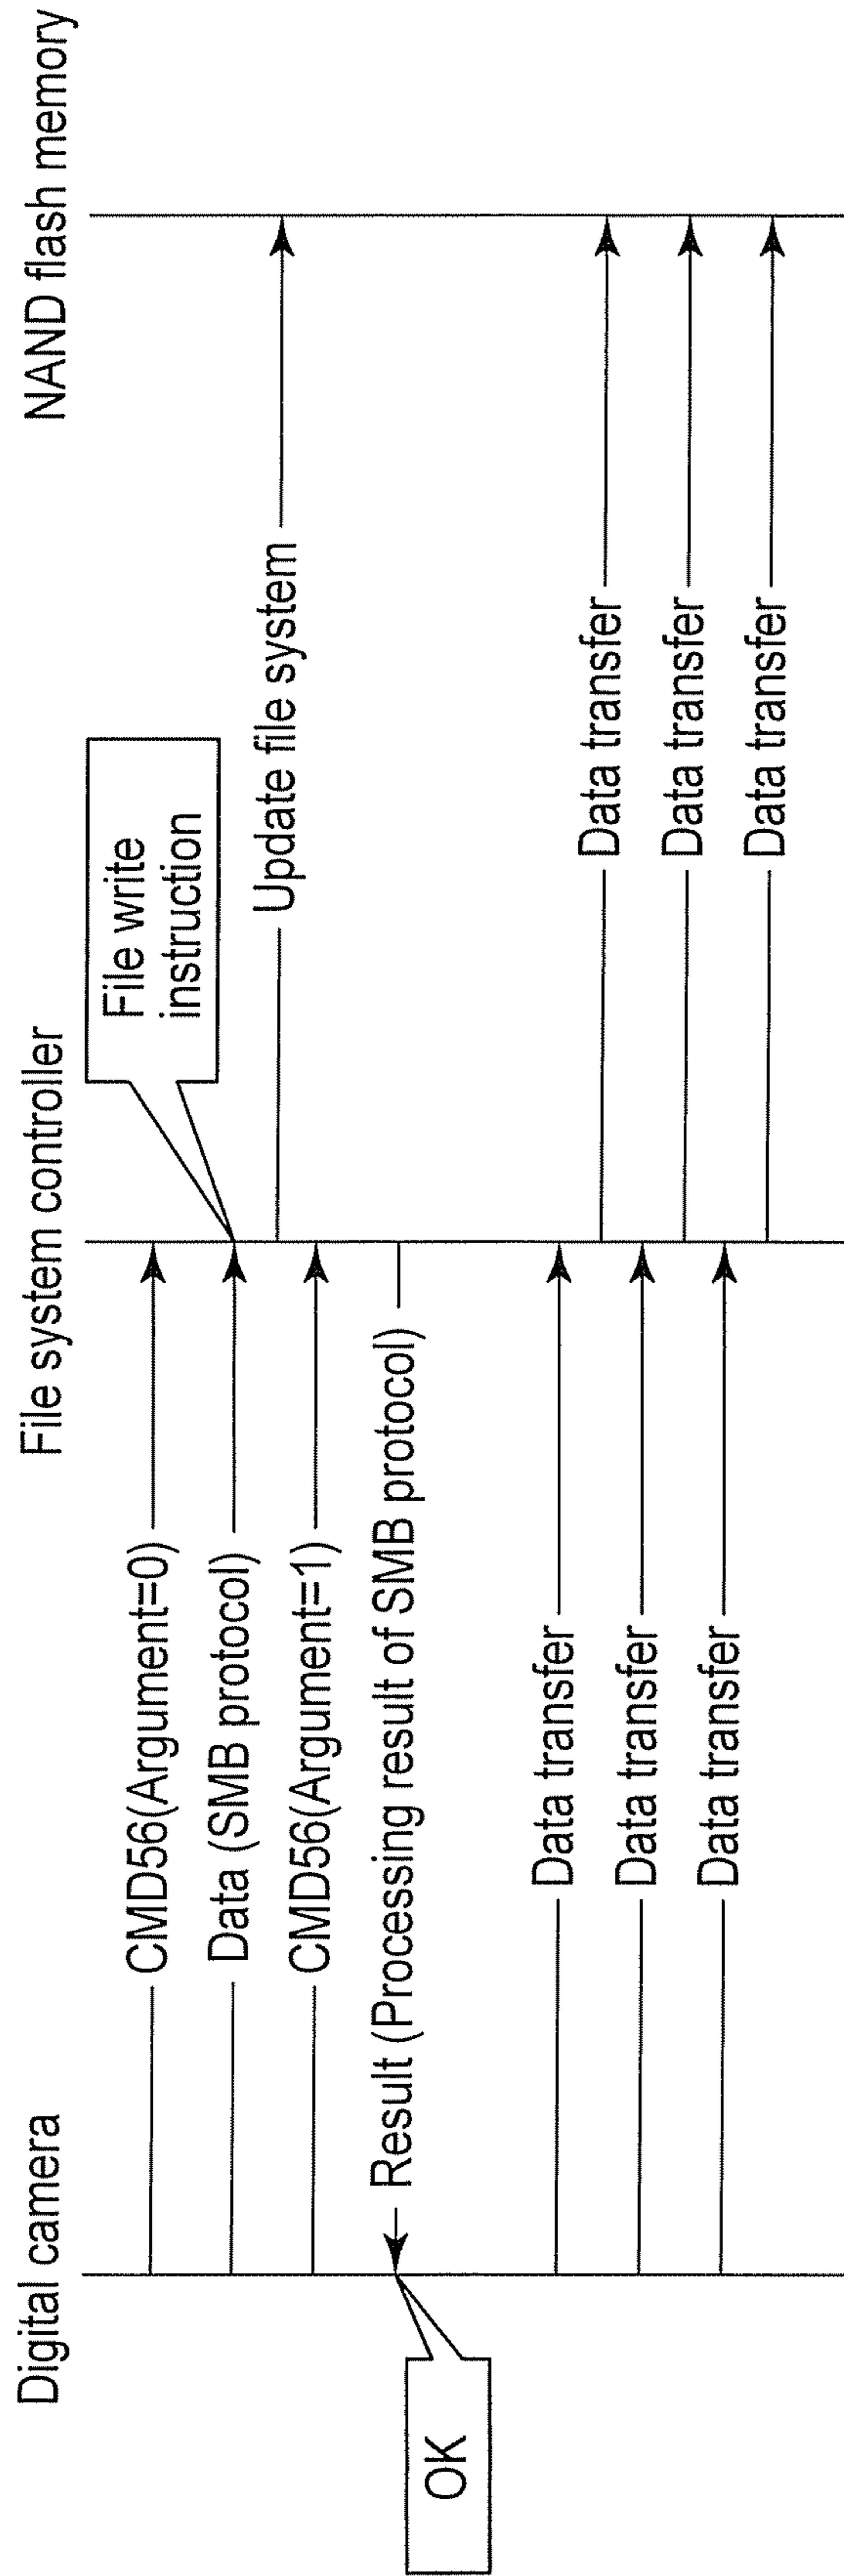 Digital camera
File system controller
NAND flash memory
CMD56(Argument=0)
File write
instruction
Data (SMB protocol)
Update file system
CMD56(Argument=1)
Result (Processing result of SMB protocol)
OK
Data transfer
Data transfer
Data transfer
Data transfer
Data transfer
Data transfer